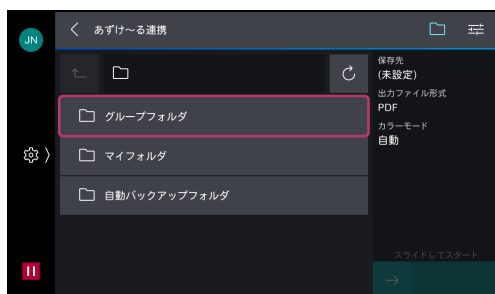 JN
あずけ～る連携
グループフォルダ
マイフォルダ
自動バックアップフォルダ
保存先
(未設定)
出力ファイル形式
PDF
カラーモード
自動
スライドしてスタート